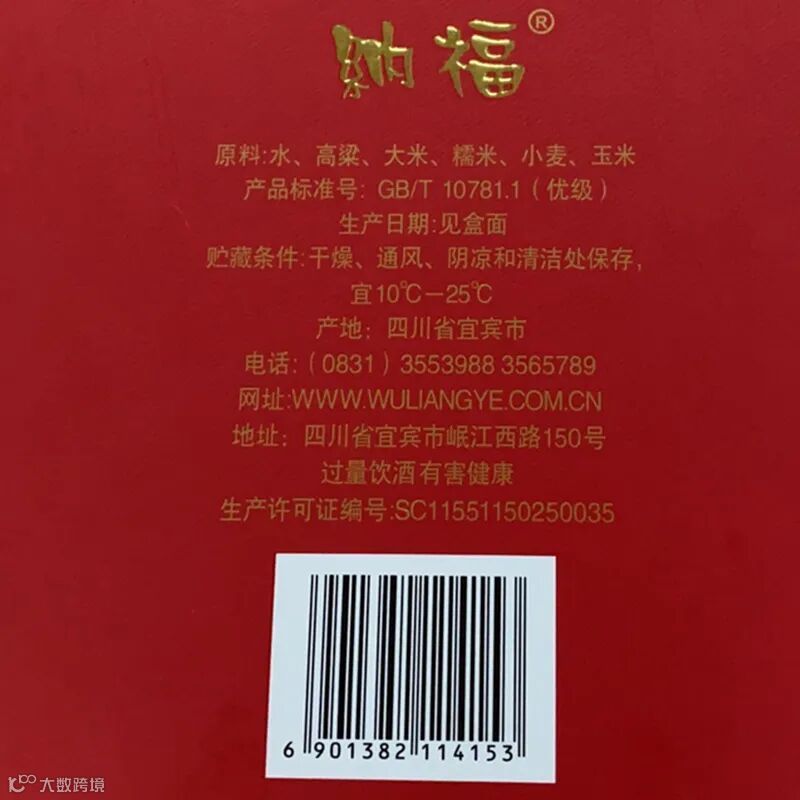 纳福®
原料:水、高粱、大米、糯米、小麦、玉米
产品标准号: GB/T 10781.1（优级）
生产日期:见盒面
贮藏条件:干燥、通风、阴凉和清洁处保存，
宜10℃—25℃
产地：四川省宜宾市
电话:（0831）3553988 3565789
网址:WWW.WULIANGYE.COM.CN
地址：四川省宜宾市岷江西路150号
过量饮酒有害健康
生产许可证编号:SC11551150250035
6 901382 114153
大数跨境